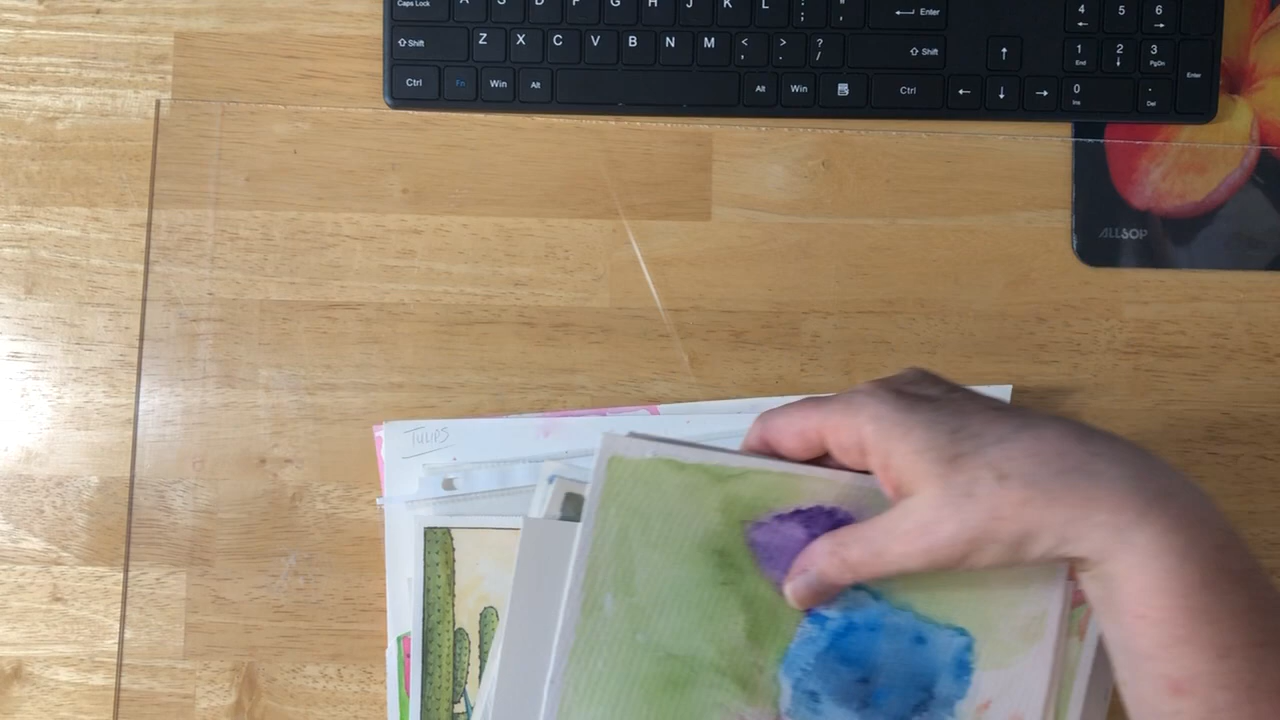 Caps Lock A S D F G H J K L : ; " ' ← Enter 4 ← 5 6 →
⇧Shift Z X C V B N M < , > . ? / ⇧Shift ↑ 1 End 2 ↓ 3 PgDn
Ctrl Fn Win Alt Alt Win Ctrl ← ↓ → 0 Ins . Del Enter
ALLSOP
TULIPS